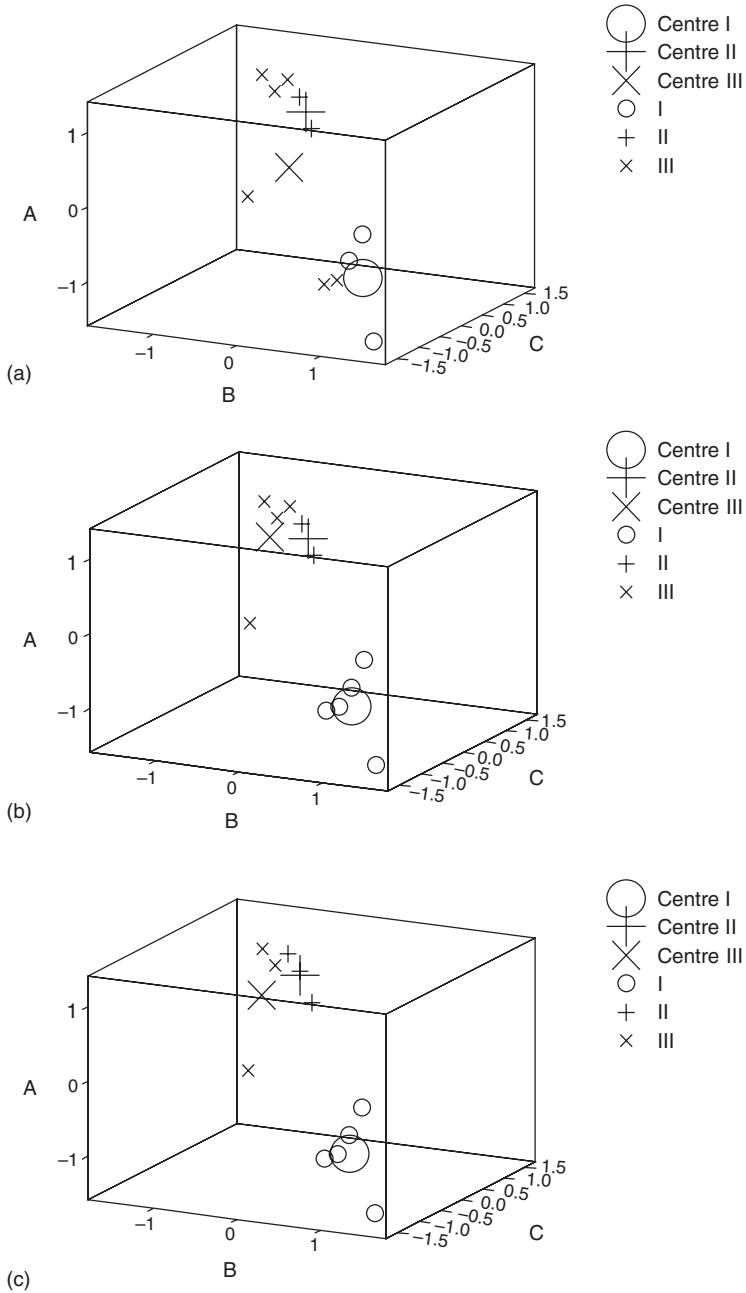 Centre I
Centre II
Centre III
I
II
III
A
1
0
–1
–1
0
1
B
–1.5
–1.0
–0.5
0.0
0.5
1.0
1.5
C
(a)
Centre I
Centre II
Centre III
I
II
III
A
1
0
–1
–1
0
1
B
–1.5
–1.0
–0.5
0.0
0.5
1.0
1.5
C
(b)
Centre I
Centre II
Centre III
I
II
III
A
1
0
–1
–1
0
1
B
–1.5
–1.0
–0.5
0.0
0.5
1.0
1.5
C
(c)